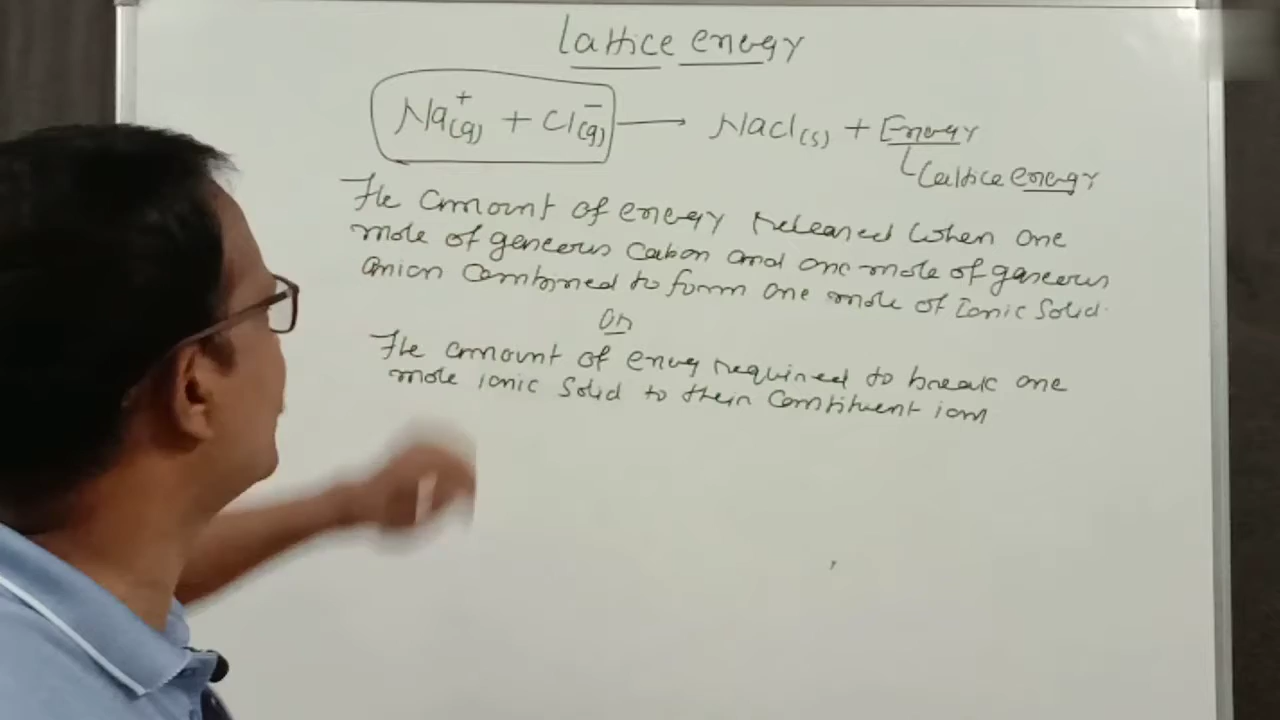 Lattice energy
Na⁺(g) + Cl⁻(g) → NaCl(s) + Energy
Lattice energy
The amount of energy released when one
mole of gaseous cation and one mole of gaseous
anion combined to form one mole of Ionic Solid.
OR
The amount of energy required to break one
mole ionic Solid to their constituent ion